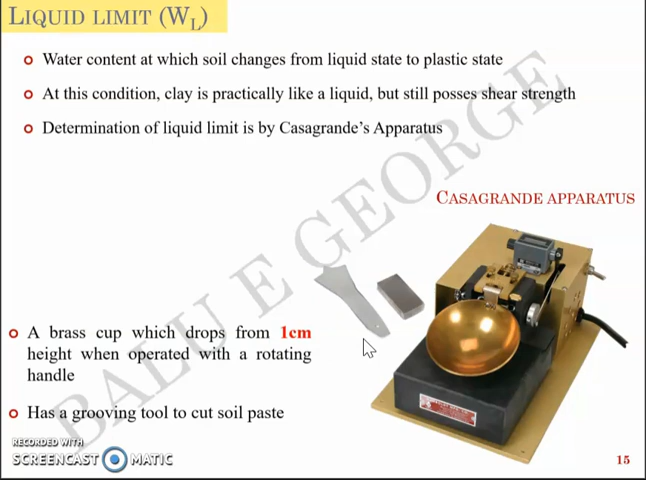 LIQUID LIMIT (WL)
Water content at which soil changes from liquid state to plastic state
At this condition, clay is practically like a liquid, but still posses shear strength
Determination of liquid limit is by Casagrande's Apparatus
BALU E GEORGE
CASAGRANDE APPARATUS
A brass cup which drops from 1cm
height when operated with a rotating
handle
Has a grooving tool to cut soil paste
RECORDED WITH
SCREENCAST MATIC
15